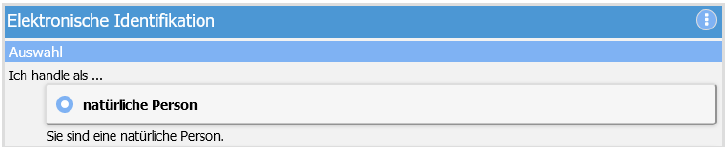 Elektronische Identifikation
Auswahl
Ich handle als ...
natürliche Person
Sie sind eine natürliche Person.